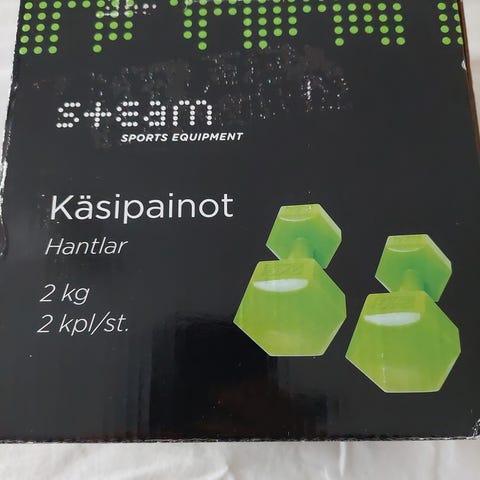 steam
SPORTS EQUIPMENT
Käsipainot
Hantlar
2 kg
2 kpl/st.